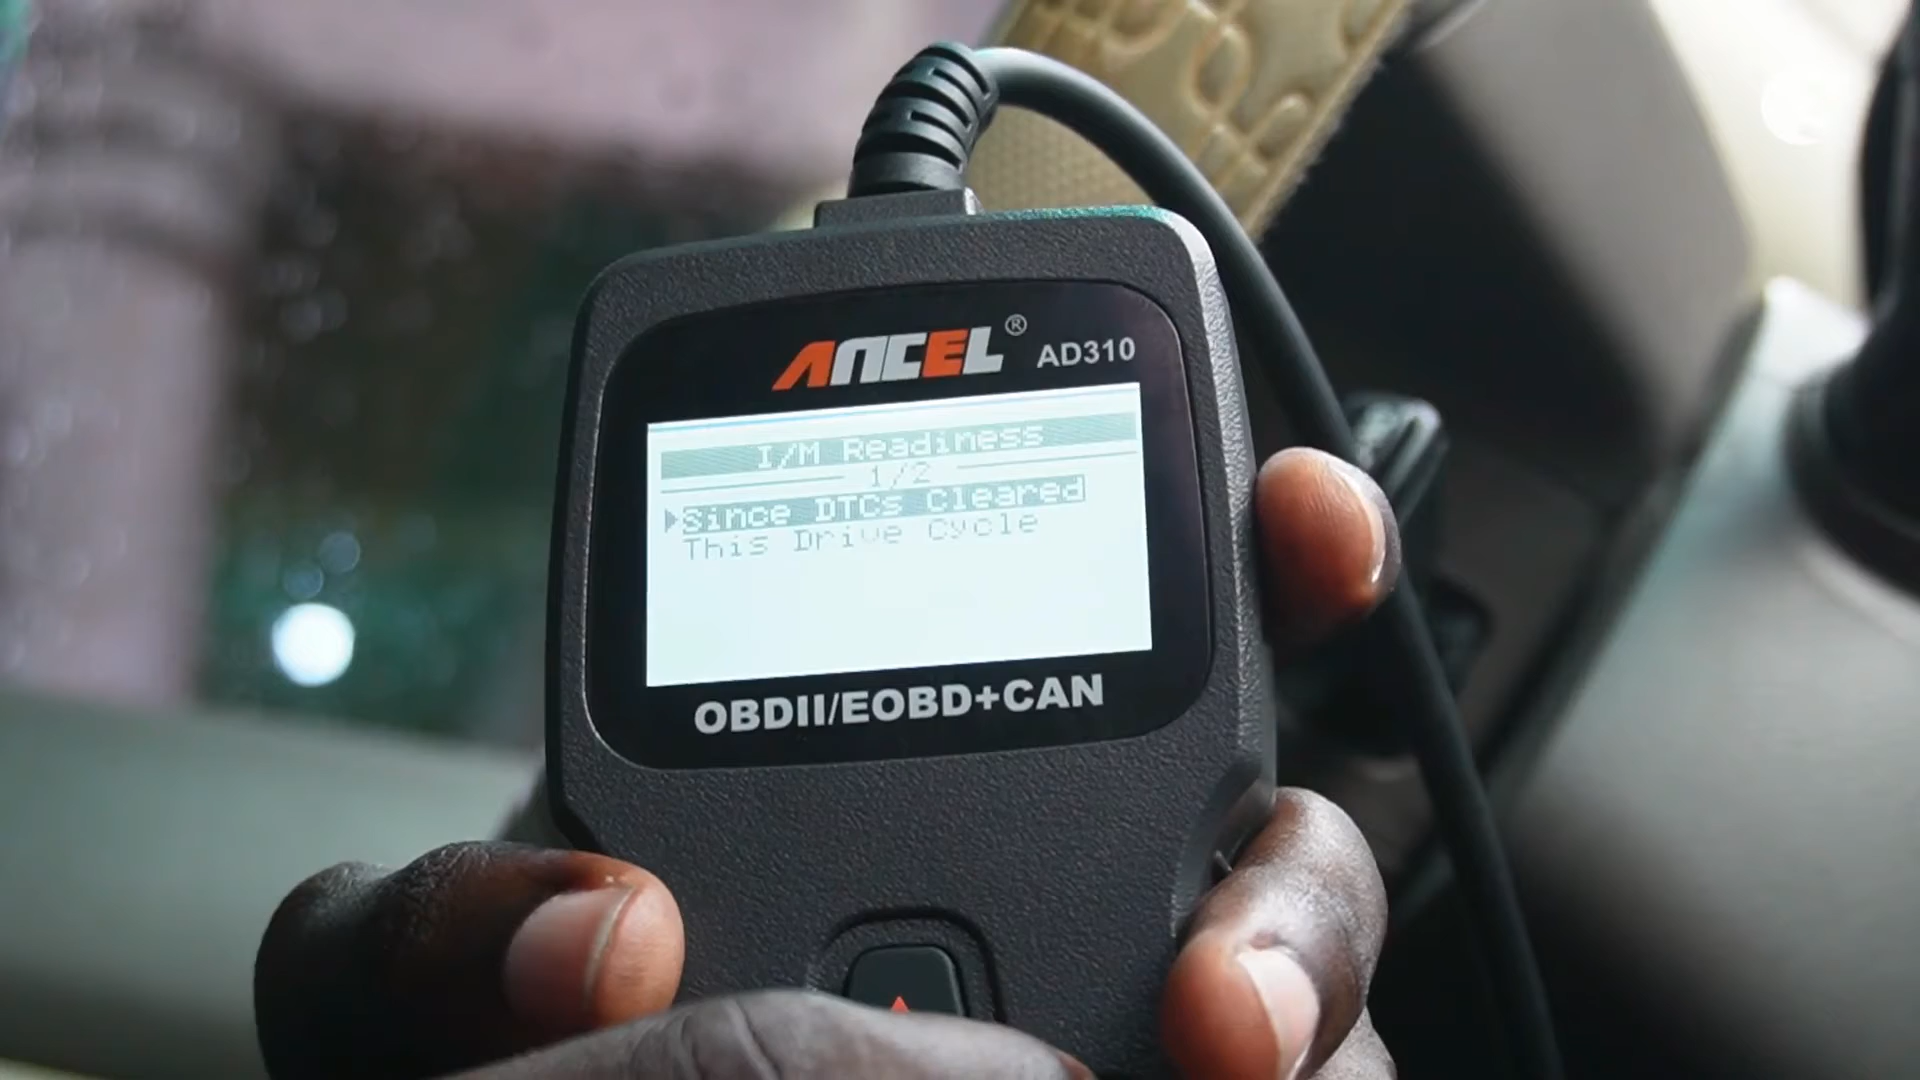 ANCEL® AD310
I/M Readiness
1/2
Since DTCs Cleared
This Drive Cycle
OBDII/EOBD+CAN